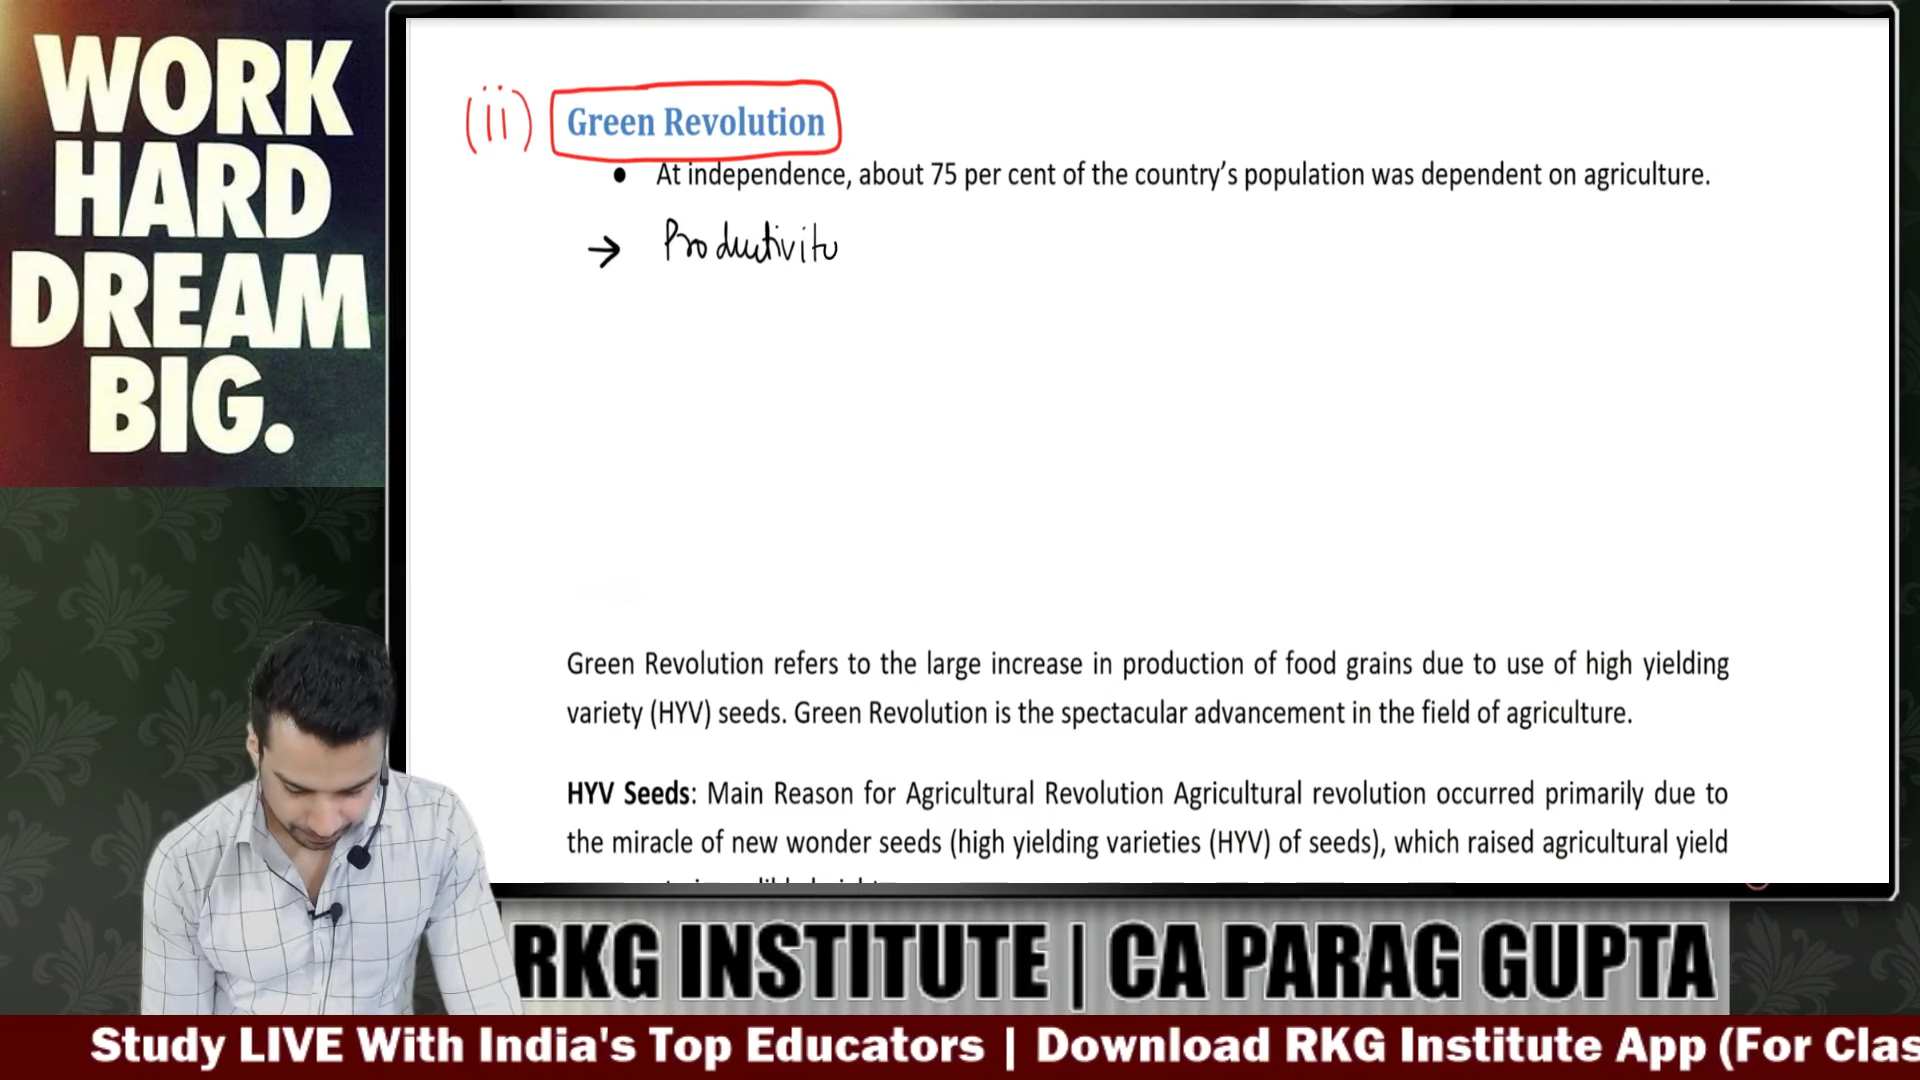 WORK
HARD
DREAM
BIG.
(ii) Green Revolution
• At independence, about 75 per cent of the country's population was dependent on agriculture.
→ Productivity
Green Revolution refers to the large increase in production of food grains due to use of high yielding
variety (HYV) seeds. Green Revolution is the spectacular advancement in the field of agriculture.
HYV Seeds: Main Reason for Agricultural Revolution Agricultural revolution occurred primarily due to
the miracle of new wonder seeds (high yielding varieties (HYV) of seeds), which raised agricultural yield
RKG INSTITUTE | CA PARAG GUPTA
Study LIVE With India's Top Educators | Download RKG Institute App (For Clas